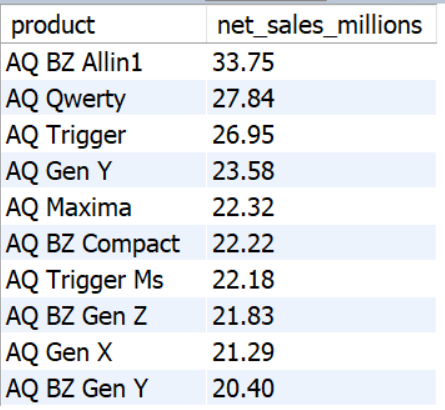 product net_sales_millions
AQ BZ Allin1 33.75
AQ Qwerty 27.84
AQ Trigger 26.95
AQ Gen Y 23.58
AQ Maxima 22.32
AQ BZ Compact 22.22
AQ Trigger Ms 22.18
AQ BZ Gen Z 21.83
AQ Gen X 21.29
AQ BZ Gen Y 20.40